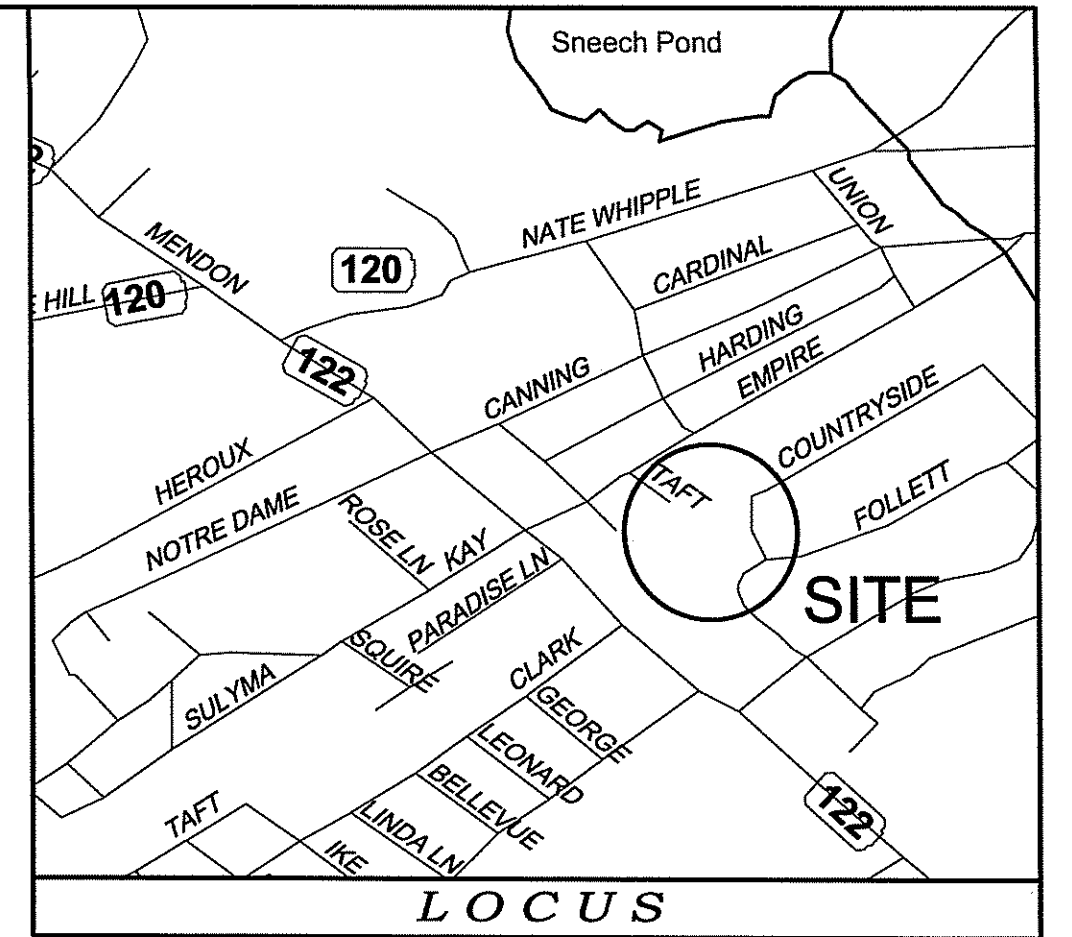 Sneech Pond
UNION
NATE WHIPPLE
MENDON
120
CARDINAL
HILL
120
HARDING
122
EMPIRE
CANNING
COUNTRYSIDE
HEROUX
TAFT
FOLLETT
NOTRE DAME
ROSE LN
KAY
PARADISE LN
SITE
SQUIRE
CLARK
SULYMA
GEORGE
LEONARD
BELLEVUE
122
TAFT
LINDA LN
IKE
LOCUS